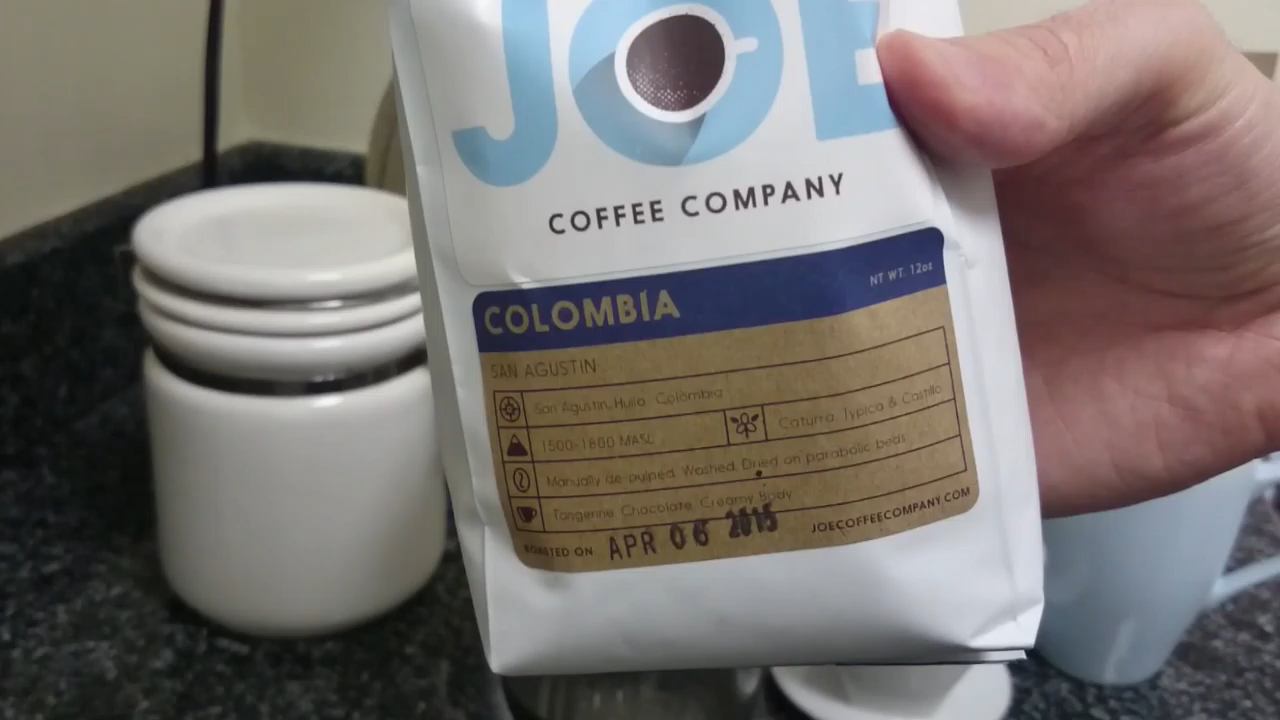 JOE
COFFEE COMPANY
COLOMBIA
NT WT. 12oz
SAN AGUSTIN
San Agustin, Huila, Colombia
1500-1800 MASL
Caturra, Typica & Castillo
Manually de-pulped, Washed, Dried on parabolic beds
Tangerine, Chocolate, Creamy Body
ROASTED ON APR 06 2015
JOECOFFEECOMPANY.COM